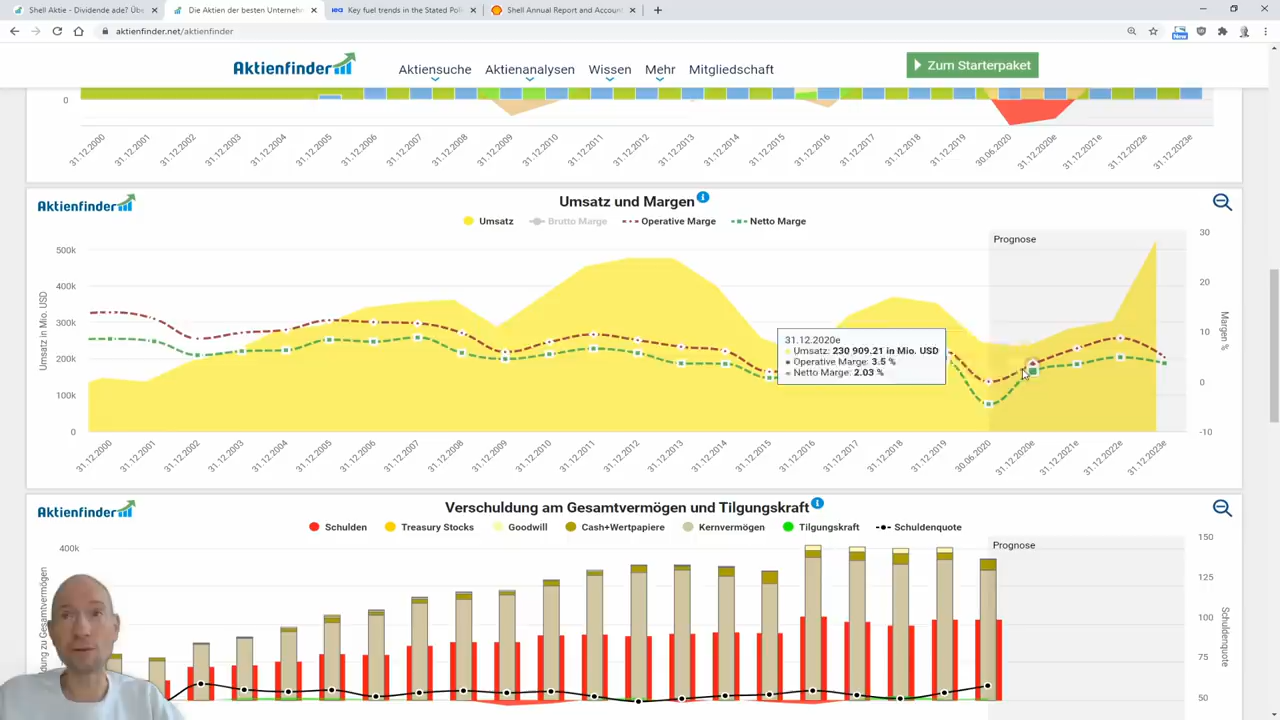 Shell Aktie - Dividende ade? Üb
Die Aktien der besten Unterneh
Key fuel trends in the Stated Pol
Shell Annual Report and Accoun
aktienfinder.net/aktienfinder
New
Aktienfinder
Aktiensuche
Aktienanalysen
Wissen
Mehr
Mitgliedschaft
Zum Starterpaket
0
31.12.2000
31.12.2001
31.12.2002
31.12.2003
31.12.2004
31.12.2005
31.12.2006
31.12.2007
31.12.2008
31.12.2009
31.12.2010
31.12.2011
31.12.2012
31.12.2013
31.12.2014
31.12.2015
31.12.2016
31.12.2017
31.12.2018
31.12.2019
30.06.2020
31.12.2020e
31.12.2021e
31.12.2022e
31.12.2023e
Aktienfinder
Umsatz und Margen
Umsatz
Brutto Marge
Operative Marge
Netto Marge
Prognose
Umsatz in Mio. USD
500k
400k
300k
200k
100k
0
30
20
10
0
-10
Margen %
31.12.2020e
Umsatz: 230 909.21 in Mio. USD
Operative Marge: 3.5 %
Netto Marge: 2.03 %
31.12.2000
31.12.2001
31.12.2002
31.12.2003
31.12.2004
31.12.2005
31.12.2006
31.12.2007
31.12.2008
31.12.2009
31.12.2010
31.12.2011
31.12.2012
31.12.2013
31.12.2014
31.12.2015
31.12.2016
31.12.2017
31.12.2018
31.12.2019
30.06.2020
31.12.2020e
31.12.2021e
31.12.2022e
31.12.2023e
Aktienfinder
Verschuldung am Gesamtvermögen und Tilgungskraft
Schulden
Treasury Stocks
Goodwill
Cash+Wertpapiere
Kernvermögen
Tilgungskraft
Schuldenquote
Prognose
400k
zu Gesamtvermögen
150
125
100
75
50
Schuldenquote